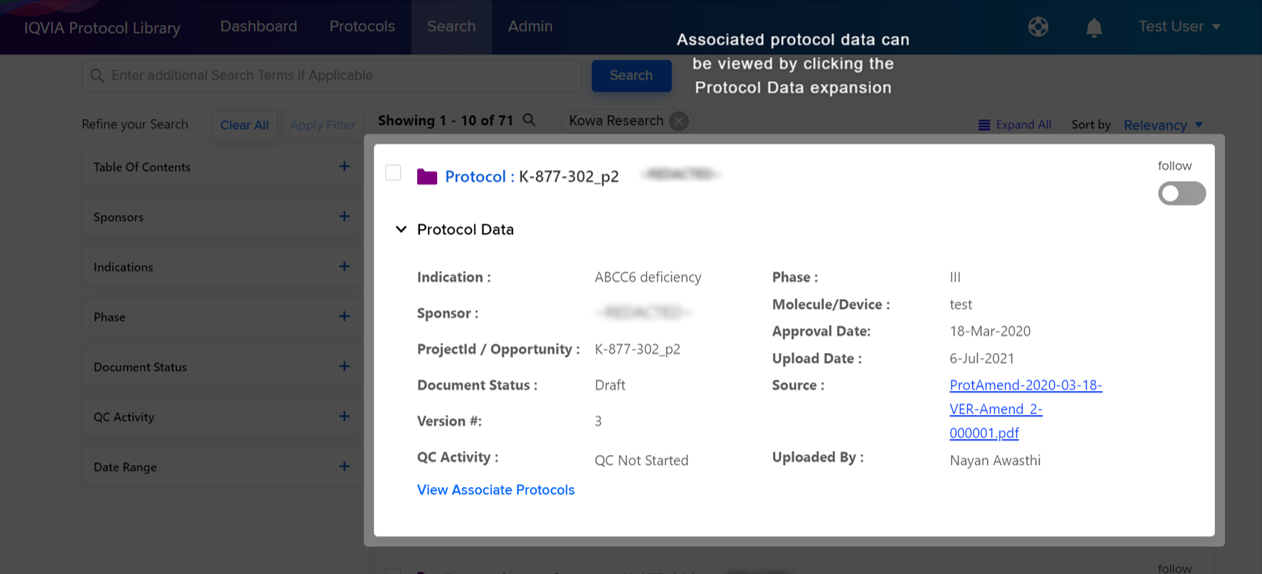 IQVIA Protocol Library
Dashboard
Protocols
Search
Admin
Test User
Associated protocol data can
be viewed by clicking the
Protocol Data expansion
Enter additional Search Terms if Applicable
Search
Refine your Search
Clear All
Apply Filter
Showing 1 - 10 of 71
Kowa Research
Expand All
Sort by
Relevancy
Table Of Contents
Sponsors
Indications
Phase
Document Status
QC Activity
Date Range
Protocol : K-877-302_p2
~REDACTED~
follow
Protocol Data
Indication : ABCC6 deficiency
Sponsor : ~REDACTED~
ProjectId / Opportunity : K-877-302_p2
Document Status : Draft
Version #: 3
QC Activity : QC Not Started
View Associate Protocols
Phase : III
Molecule/Device : test
Approval Date: 18-Mar-2020
Upload Date : 6-Jul-2021
Source : ProtAmend-2020-03-18-
VER-Amend_2-
000001.pdf
Uploaded By : Nayan Awasthi
follow